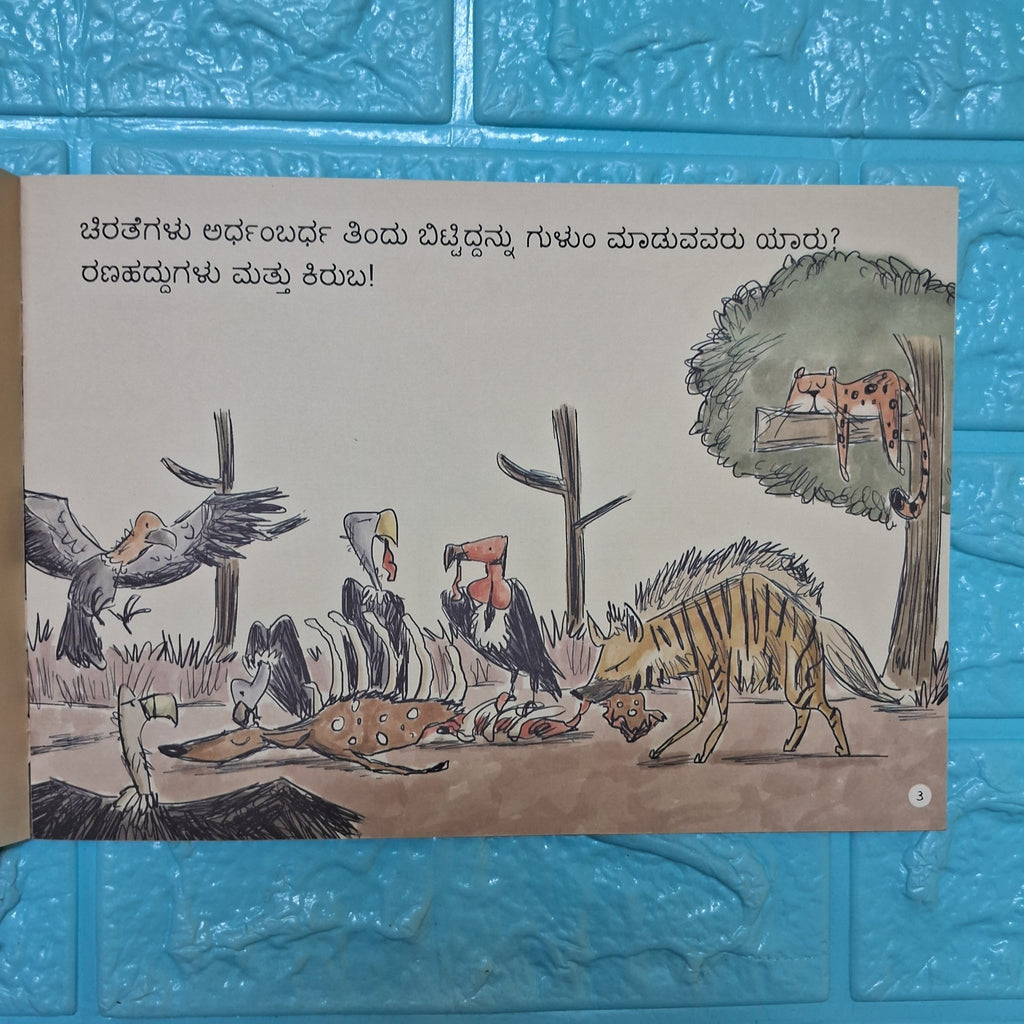 ಚಿರತೆಗಳು ಅರ್ಧಂಬರ್ಧ ತಿಂದು ಬಿಟ್ಟಿದ್ದನ್ನು ಗುಳುಂ ಮಾಡುವವರು ಯಾರು?
ರಣಹದ್ದುಗಳು ಮತ್ತು ಕಿರುಬ!
3